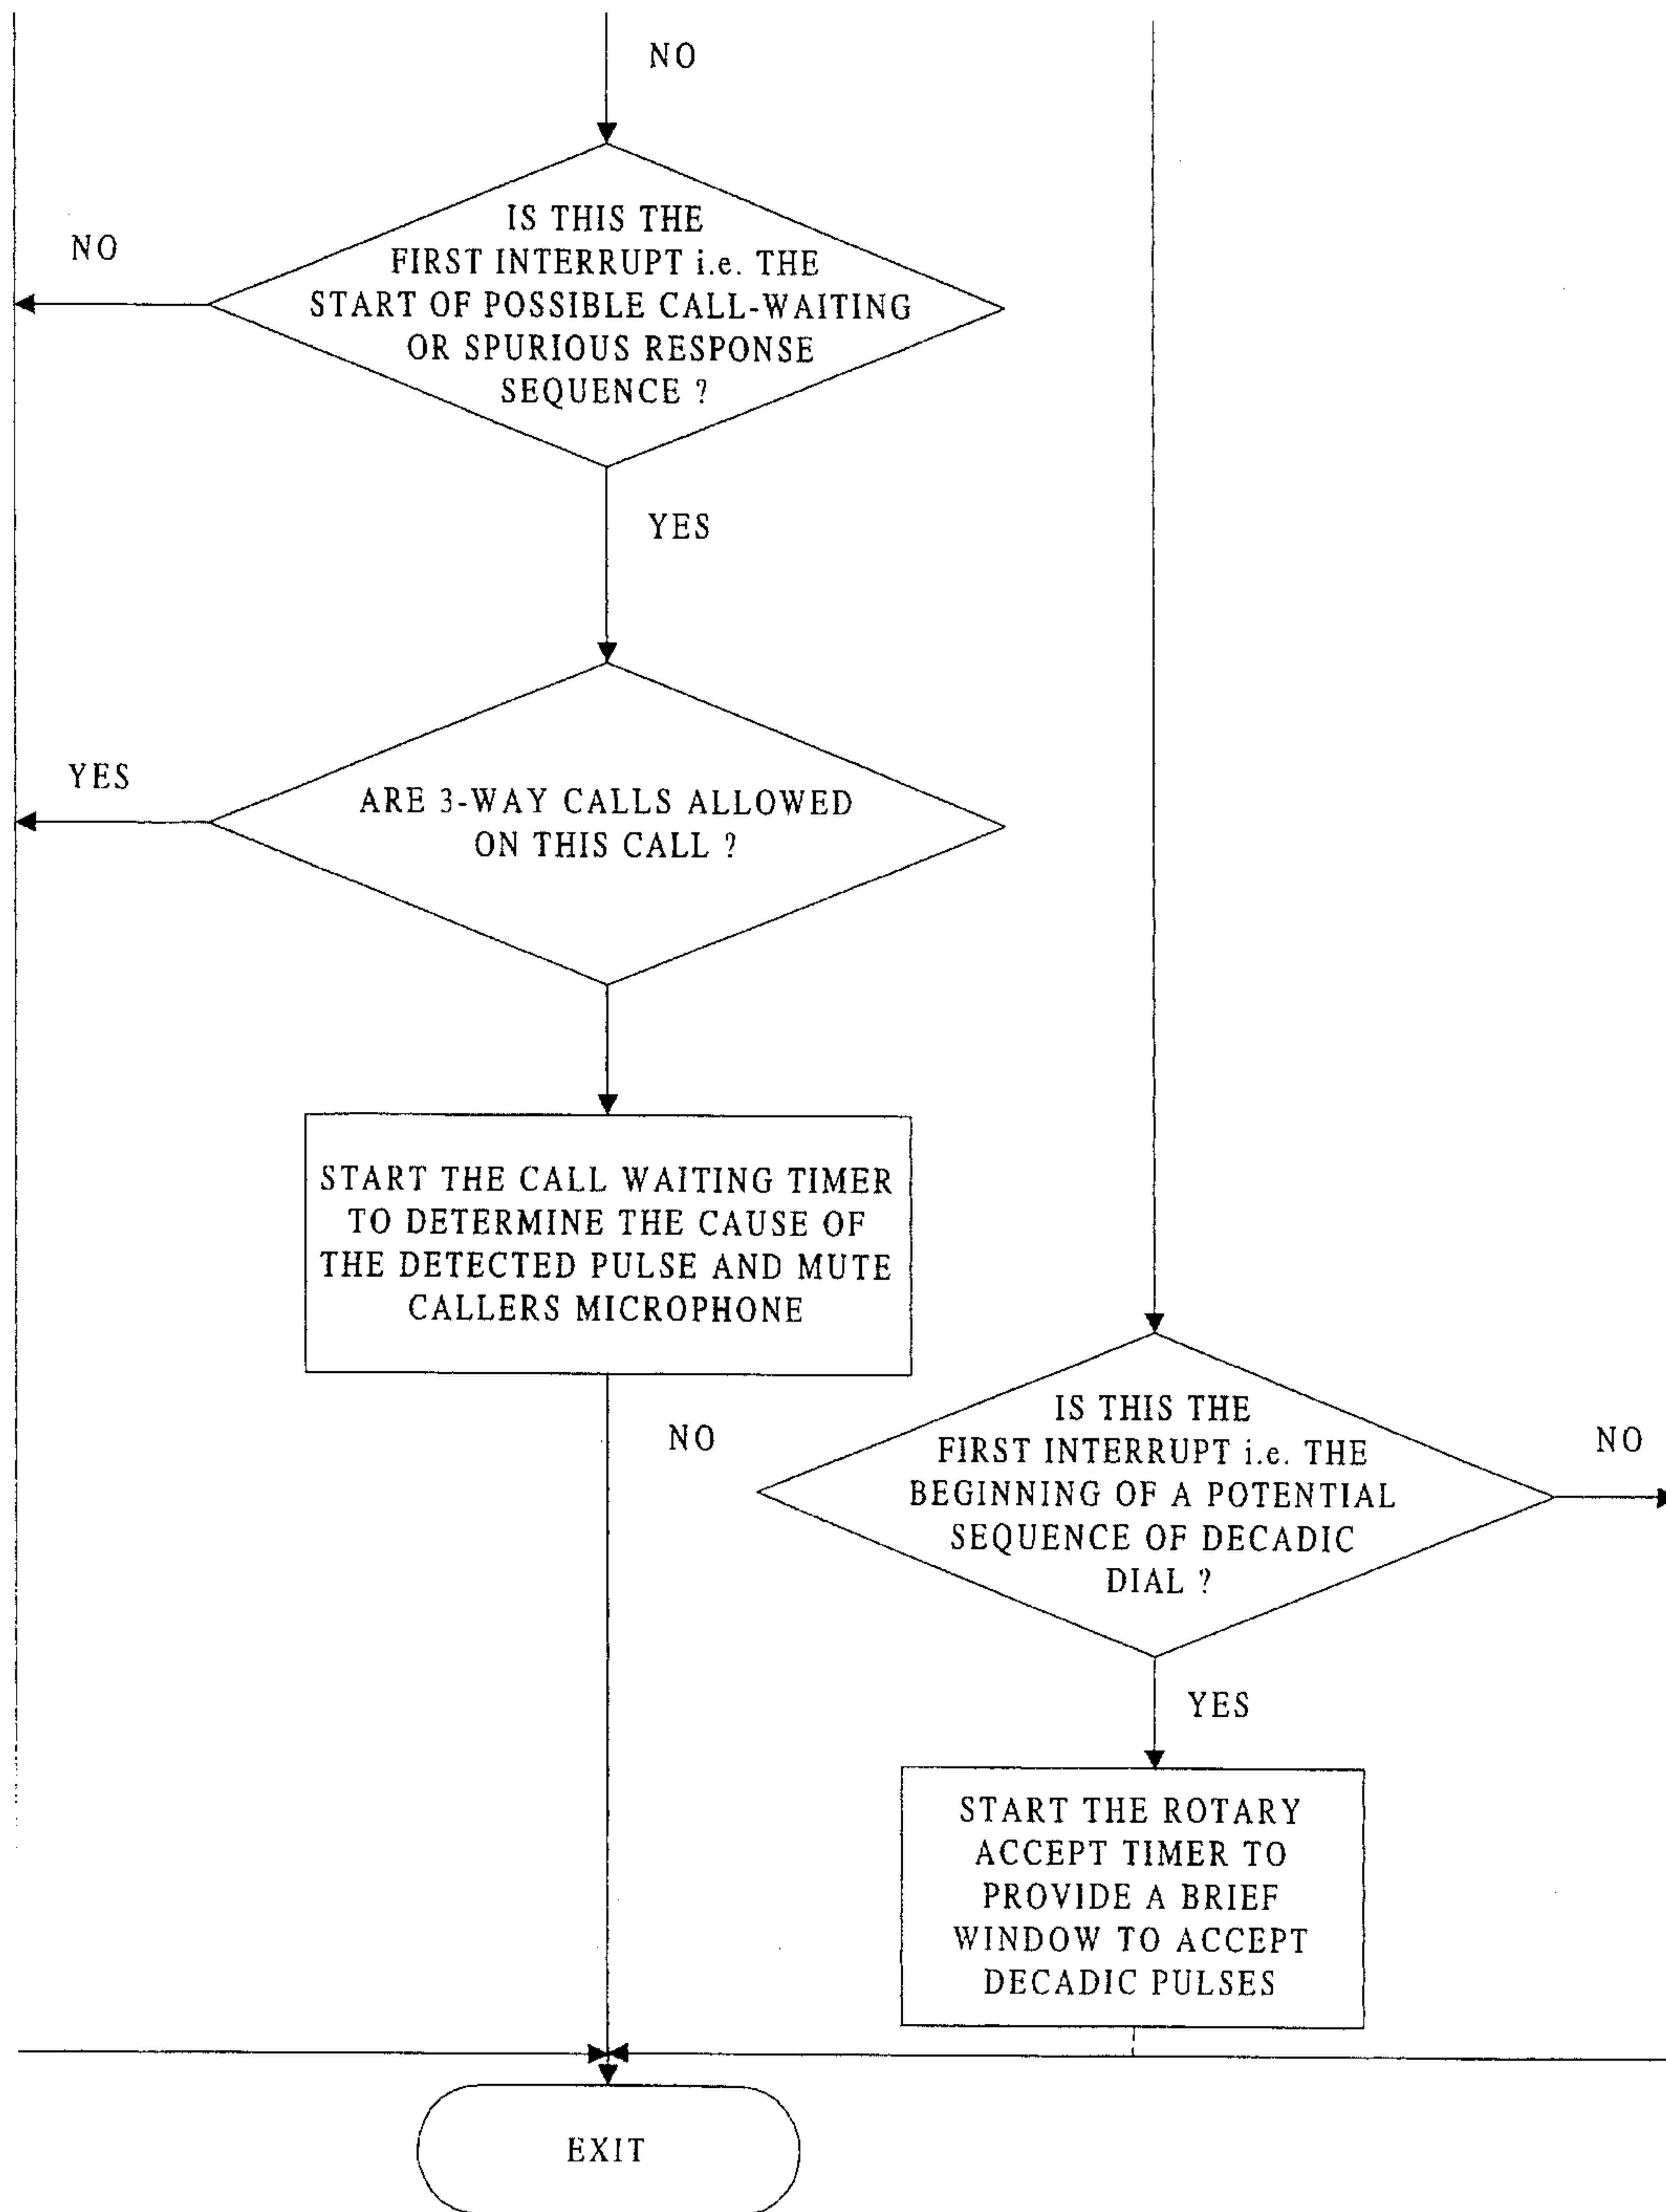 NO
IS THIS THE
FIRST INTERRUPT i.e. THE
START OF POSSIBLE CALL-WAITING
OR SPURIOUS RESPONSE
SEQUENCE ?
NO
YES
ARE 3-WAY CALLS ALLOWED
ON THIS CALL ?
YES
START THE CALL WAITING TIMER
TO DETERMINE THE CAUSE OF
THE DETECTED PULSE AND MUTE
CALLERS MICROPHONE
NO
IS THIS THE
FIRST INTERRUPT i.e. THE
BEGINNING OF A POTENTIAL
SEQUENCE OF DECADIC
DIAL ?
NO
YES
START THE ROTARY
ACCEPT TIMER TO
PROVIDE A BRIEF
WINDOW TO ACCEPT
DECADIC PULSES
EXIT